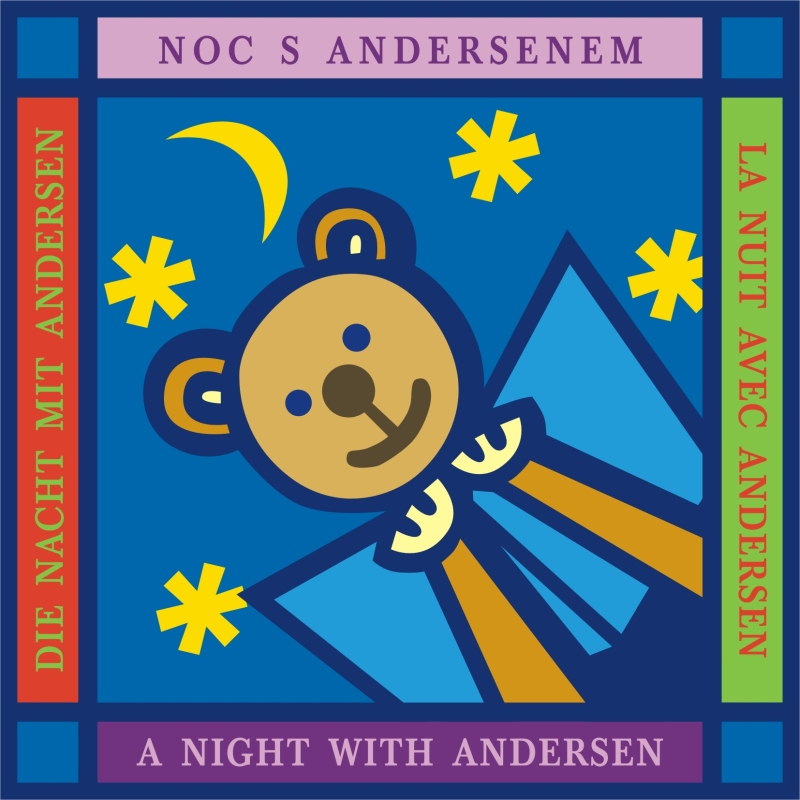 NOC S ANDERSENEM
DIE NACHT MIT ANDERSEN
LA NUIT AVEC ANDERSEN
A NIGHT WITH ANDERSEN